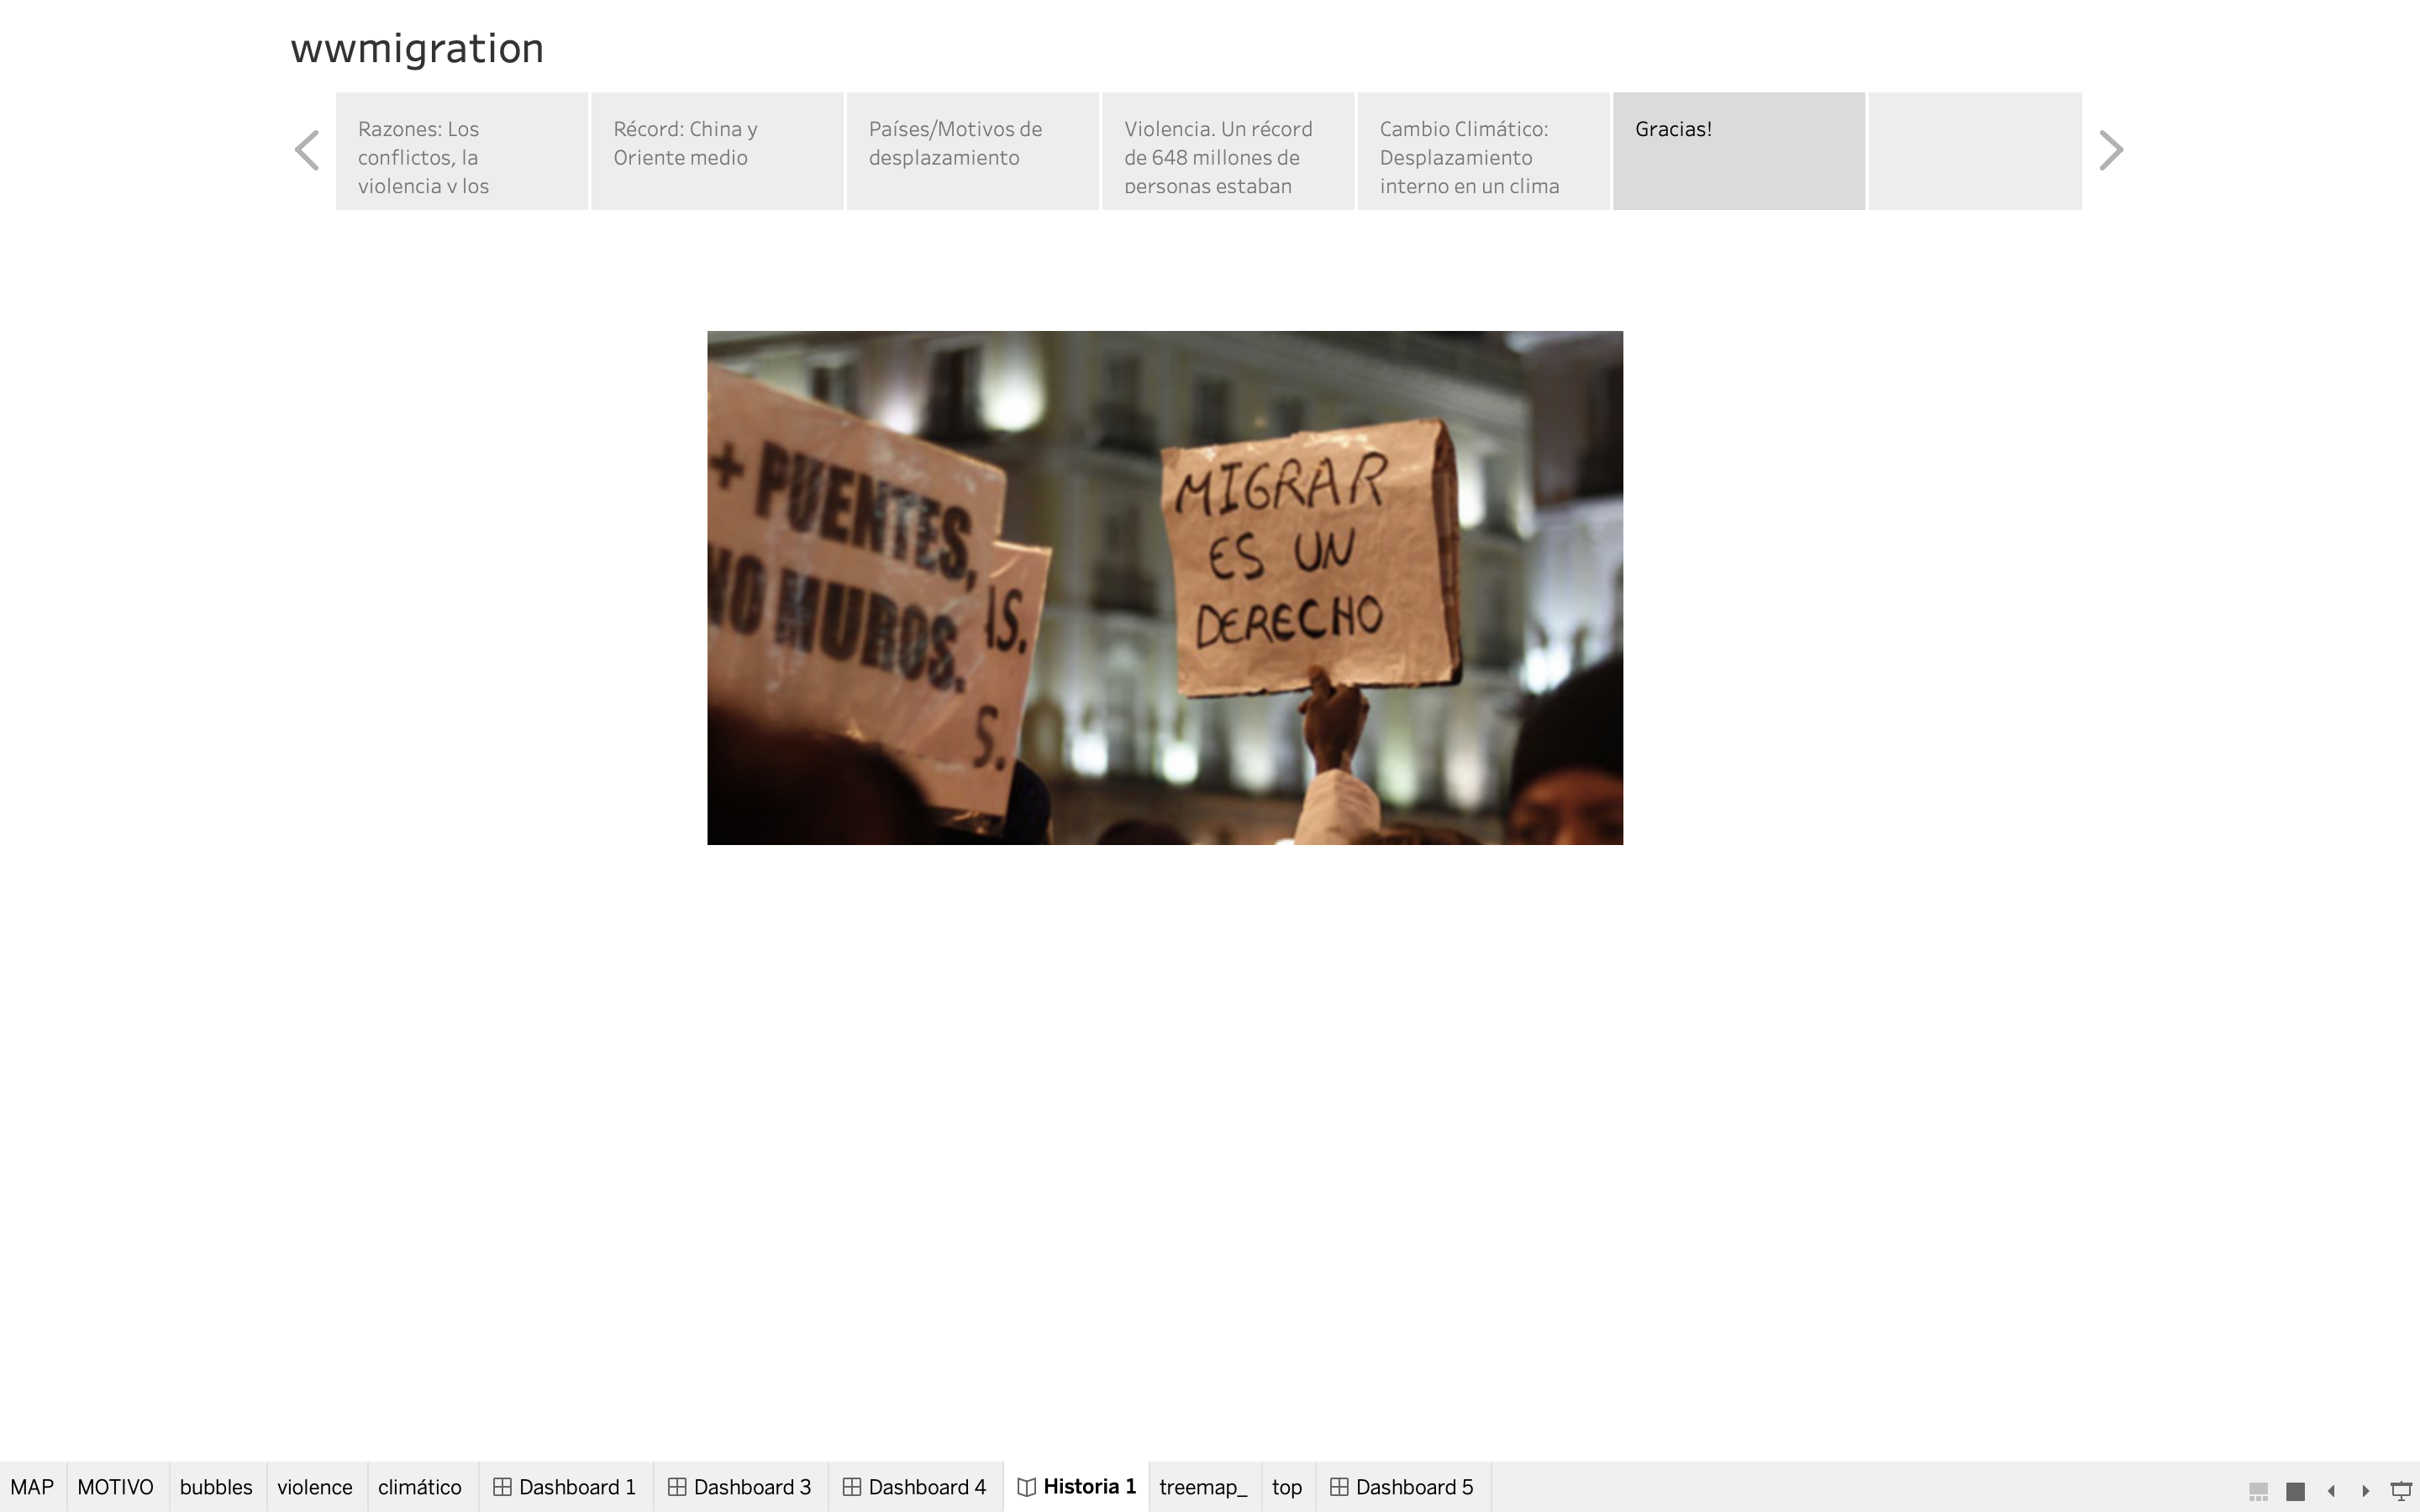 wwmigration
Razones: Los
conflictos, la
violencia y los
Récord: China y
Oriente medio
Países/Motivos de
desplazamiento
Violencia. Un récord
de 648 millones de
personas estaban
Cambio Climático:
Desplazamiento
interno en un clima
Gracias!
+ PUENTES,
NO MUROS.
IS.
S.
MIGRAR
ES UN
DERECHO
MAP MOTIVO bubbles violence climático Dashboard 1 Dashboard 3 Dashboard 4 Historia 1 treemap_ top Dashboard 5